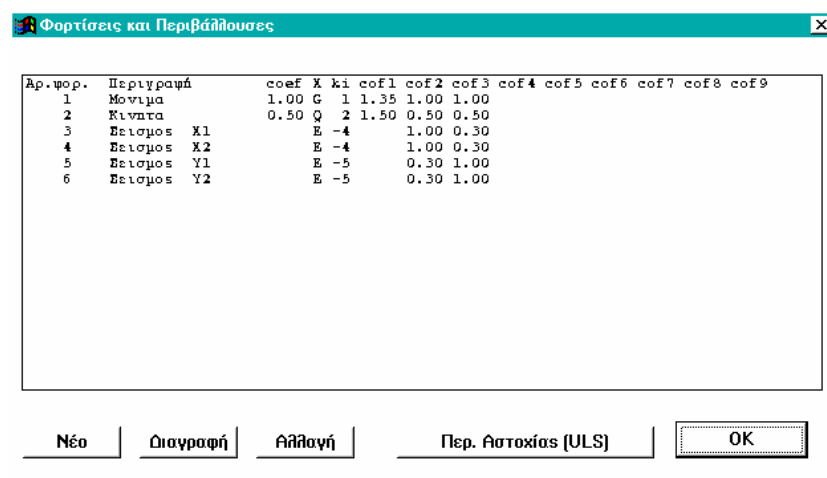 Φορτίσεις και Περιβάλλουσες
Αρ.φορ. Περιγραφή coef X ki cof1 cof2 cof3 cof4 cof5 cof6 cof7 cof8 cof9
1 Μονιμα 1.00 G 1 1.35 1.00 1.00
2 Κινητα 0.50 Q 2 1.50 0.50 0.50
3 Σεισμος X1 E -4 1.00 0.30
4 Σεισμος X2 E -4 1.00 0.30
5 Σεισμος Y1 E -5 0.30 1.00
6 Σεισμος Y2 E -5 0.30 1.00
Νέο Διαγραφή Αλλαγή Περ. Αστοχίας (ULS) OK